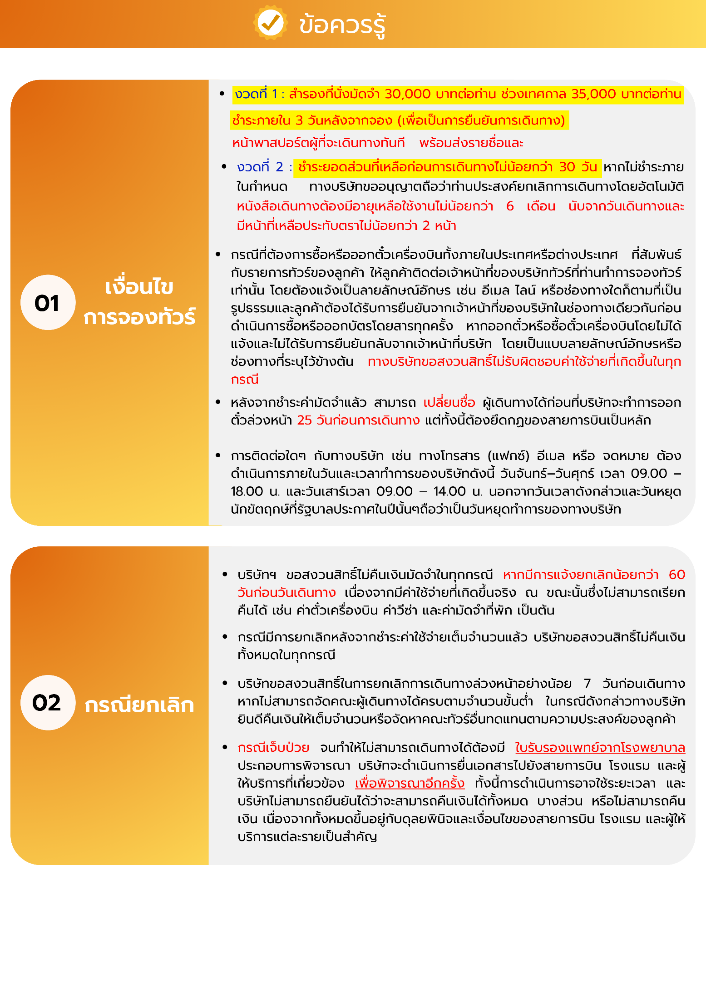 ข้อควรรู้
01
เงื่อนไข
การจองทัวร์
• งวดที่ 1 : สำรองที่นั่งมัดจำ 30,000 บาทต่อท่าน ช่วงเทศกาล 35,000 บาทต่อท่าน
ชำระภายใน 3 วันหลังจากจอง (เพื่อเป็นการยืนยันการเดินทาง)
หน้าพาสปอร์ตผู้ที่จะเดินทางทันที พร้อมส่งรายชื่อและ
• งวดที่ 2 : ชำระยอดส่วนที่เหลือก่อนการเดินทางไม่น้อยกว่า 30 วัน หากไม่ชำระภาย
ในกำหนด ทางบริษัทขออนุญาตถือว่าท่านประสงค์ยกเลิกการเดินทางโดยอัตโนมัติ
หนังสือเดินทางต้องมีอายุเหลือใช้งานไม่น้อยกว่า 6 เดือน นับจากวันเดินทางและ
มีหน้าที่เหลือประทับตราไม่น้อยกว่า 2 หน้า
• กรณีที่ต้องการซื้อหรือออกตั๋วเครื่องบินทั้งภายในประเทศหรือต่างประเทศ ที่สัมพันธ์
กับรายการทัวร์ของลูกค้า ให้ลูกค้าติดต่อเจ้าหน้าที่ของบริษัททัวร์ที่ท่านทำการจองทัวร์
เท่านั้น โดยต้องแจ้งเป็นลายลักษณ์อักษร เช่น อีเมล ไลน์ หรือช่องทางใดก็ตามที่เป็น
รูปธรรมและลูกค้าต้องได้รับการยืนยันจากเจ้าหน้าที่ของบริษัทในช่องทางเดียวกันก่อน
ดำเนินการซื้อหรือออกบัตรโดยสารทุกครั้ง หากออกตั๋วหรือซื้อตั๋วเครื่องบินโดยไม่ได้
แจ้งและไม่ได้รับการยืนยันกลับจากเจ้าหน้าที่บริษัท โดยเป็นแบบลายลักษณ์อักษรหรือ
ช่องทางที่ระบุไว้ข้างต้น ทางบริษัทขอสงวนสิทธิ์ไม่รับผิดชอบค่าใช้จ่ายที่เกิดขึ้นในทุก
กรณี
• หลังจากชำระค่ามัดจำแล้ว สามารถ เปลี่ยนชื่อ ผู้เดินทางได้ก่อนที่บริษัทจะทำการออก
ตั๋วล่วงหน้า 25 วันก่อนการเดินทาง แต่ทั้งนี้ต้องยึดกฏของสายการบินเป็นหลัก
• การติดต่อใดๆ กับทางบริษัท เช่น ทางโทรสาร (แฟกซ์) อีเมล หรือ จดหมาย ต้อง
ดำเนินการภายในวันและเวลาทำการของบริษัทดังนี้ วันจันทร์–วันศุกร์ เวลา 09.00 –
18.00 น. และวันเสาร์เวลา 09.00 – 14.00 น. นอกจากวันเวลาดังกล่าวและวันหยุด
นักขัตฤกษ์ที่รัฐบาลประกาศในปีนั้นๆถือว่าเป็นวันหยุดทำการของทางบริษัท
02
กรณียกเลิก
• บริษัทฯ ขอสงวนสิทธิ์ไม่คืนเงินมัดจำในทุกกรณี หากมีการแจ้งยกเลิกน้อยกว่า 60
วันก่อนวันเดินทาง เนื่องจากมีค่าใช้จ่ายที่เกิดขึ้นจริง ณ ขณะนั้นซึ่งไม่สามารถเรียก
คืนได้ เช่น ค่าตั๋วเครื่องบิน ค่าวีซ่า และค่ามัดจำที่พัก เป็นต้น
• กรณีมีการยกเลิกหลังจากชำระค่าใช้จ่ายเต็มจำนวนแล้ว บริษัทขอสงวนสิทธิ์ไม่คืนเงิน
ทั้งหมดในทุกกรณี
• บริษัทขอสงวนสิทธิ์ในการยกเลิกการเดินทางล่วงหน้าอย่างน้อย 7 วันก่อนเดินทาง
หากไม่สามารถจัดคณะผู้เดินทางได้ครบตามจำนวนขั้นต่ำ ในกรณีดังกล่าวทางบริษัท
ยินดีคืนเงินให้เต็มจำนวนหรือจัดหาคณะทัวร์อื่นทดแทนตามความประสงค์ของลูกค้า
• กรณีเจ็บป่วย จนทำให้ไม่สามารถเดินทางได้ต้องมี ใบรับรองแพทย์จากโรงพยาบาล
ประกอบการพิจารณา บริษัทจะดำเนินการยื่นเอกสารไปยังสายการบิน โรงแรม และผู้
ให้บริการที่เกี่ยวข้อง เพื่อพิจารณาอีกครั้ง ทั้งนี้การดำเนินการอาจใช้ระยะเวลา และ
บริษัทไม่สามารถยืนยันได้ว่าจะสามารถคืนเงินได้ทั้งหมด บางส่วน หรือไม่สามารถคืน
เงิน เนื่องจากทั้งหมดขึ้นอยู่กับดุลยพินิจและเงื่อนไขของสายการบิน โรงแรม และผู้ให้
บริการแต่ละรายเป็นสำคัญ